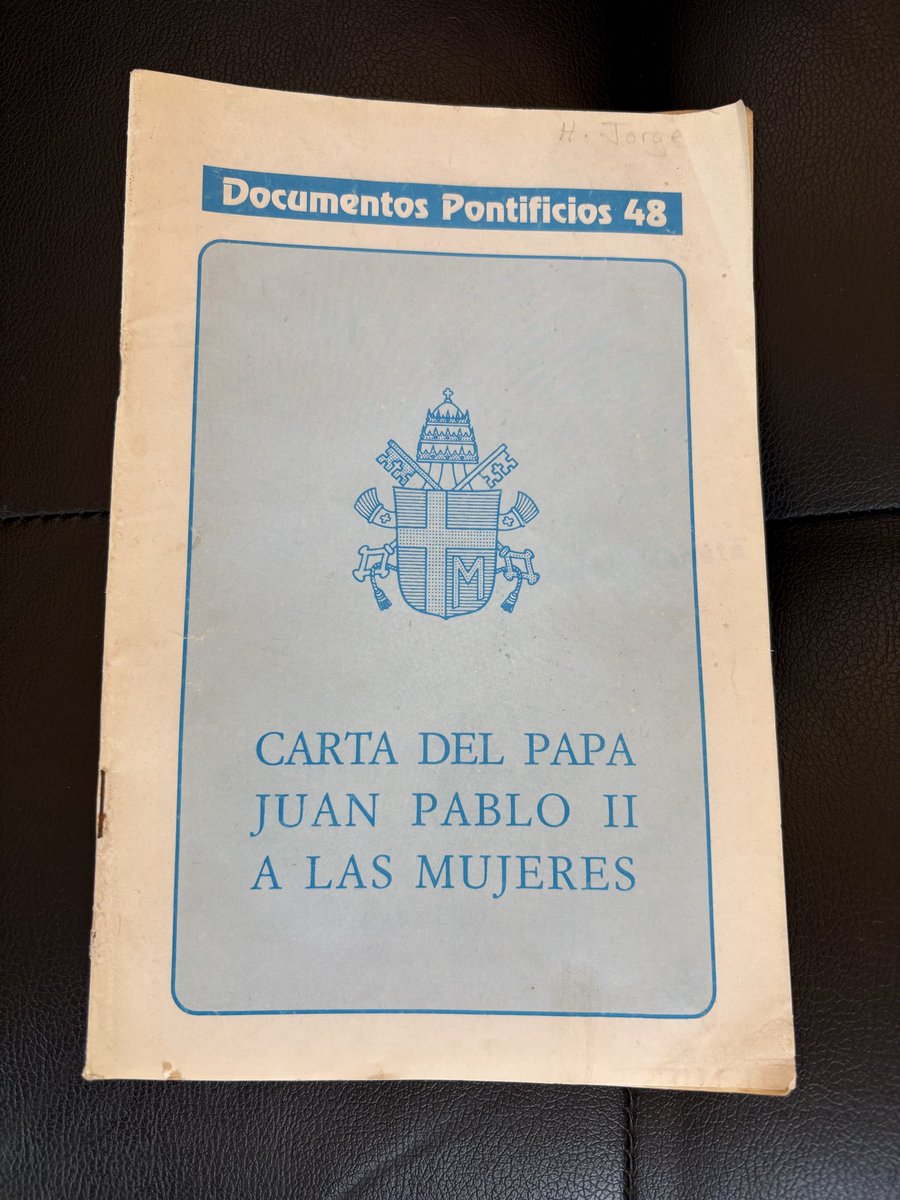 H. Jorge
Documentos Pontificios 48
M
CARTA DEL PAPA
JUAN PABLO II
A LAS MUJERES